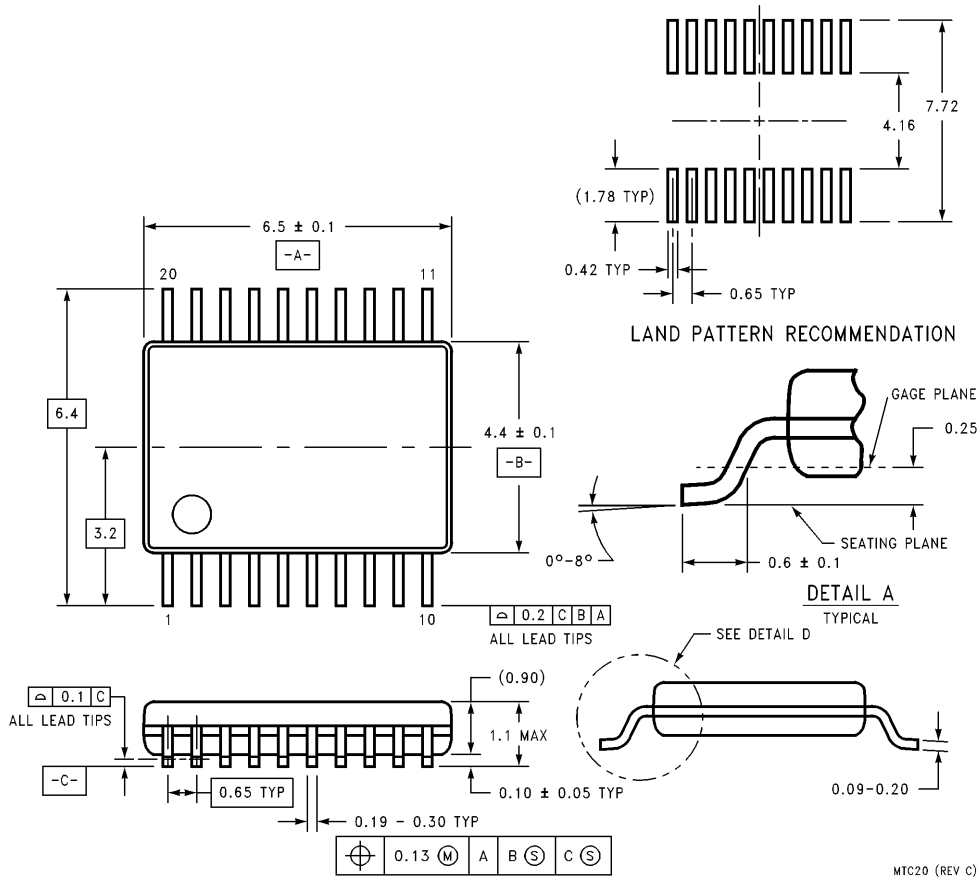 7.72
4.16
(1.78 TYP)
0.42 TYP
0.65 TYP
LAND PATTERN RECOMMENDATION
6.5 ± 0.1
-A-
20
11
6.4
3.2
4.4 ± 0.1
-B-
1
10
⌓ 0.2 C B A
ALL LEAD TIPS
GAGE PLANE
0.25
SEATING PLANE
0°-8°
0.6 ± 0.1
DETAIL A
TYPICAL
SEE DETAIL D
0.09-0.20
⌓ 0.1 C
ALL LEAD TIPS
-C-
(0.90)
1.1 MAX
0.65 TYP
0.10 ± 0.05 TYP
0.19 - 0.30 TYP
⌖ 0.13 Ⓜ A B Ⓢ C Ⓢ
MTC20 (REV C)